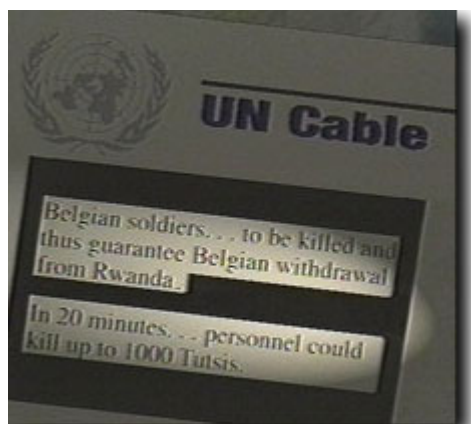 UN Cable
Belgian soldiers. . . to be killed and
thus guarantee Belgian withdrawal
from Rwanda.
In 20 minutes. . . personnel could
kill up to 1000 Tutsis.